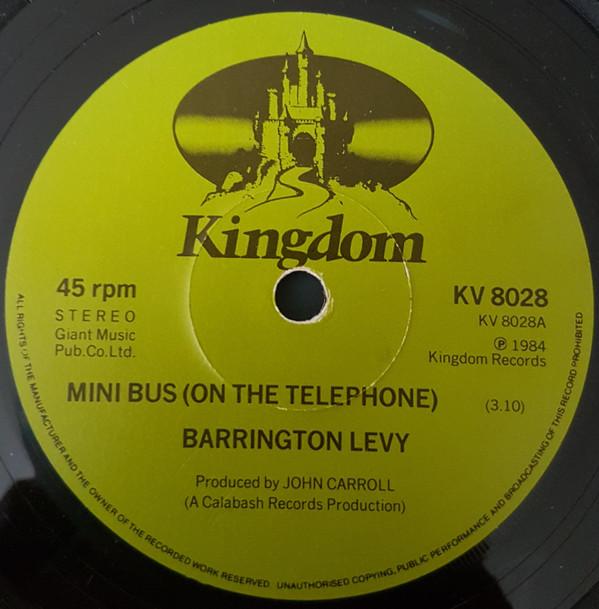 Kingdom
45 rpm
STEREO
Giant Music
Pub.Co.Ltd.
KV 8028
KV 8028A
℗ 1984
Kingdom Records
MINI BUS (ON THE TELEPHONE)
(3.10)
BARRINGTON LEVY
Produced by JOHN CARROLL
(A Calabash Records Production)
ALL RIGHTS OF THE MANUFACTURER AND THE OWNER OF THE RECORDED WORK RESERVED. UNAUTHORISED COPYING, PUBLIC PERFORMANCE AND BROADCASTING OF THIS RECORD PROHIBITED